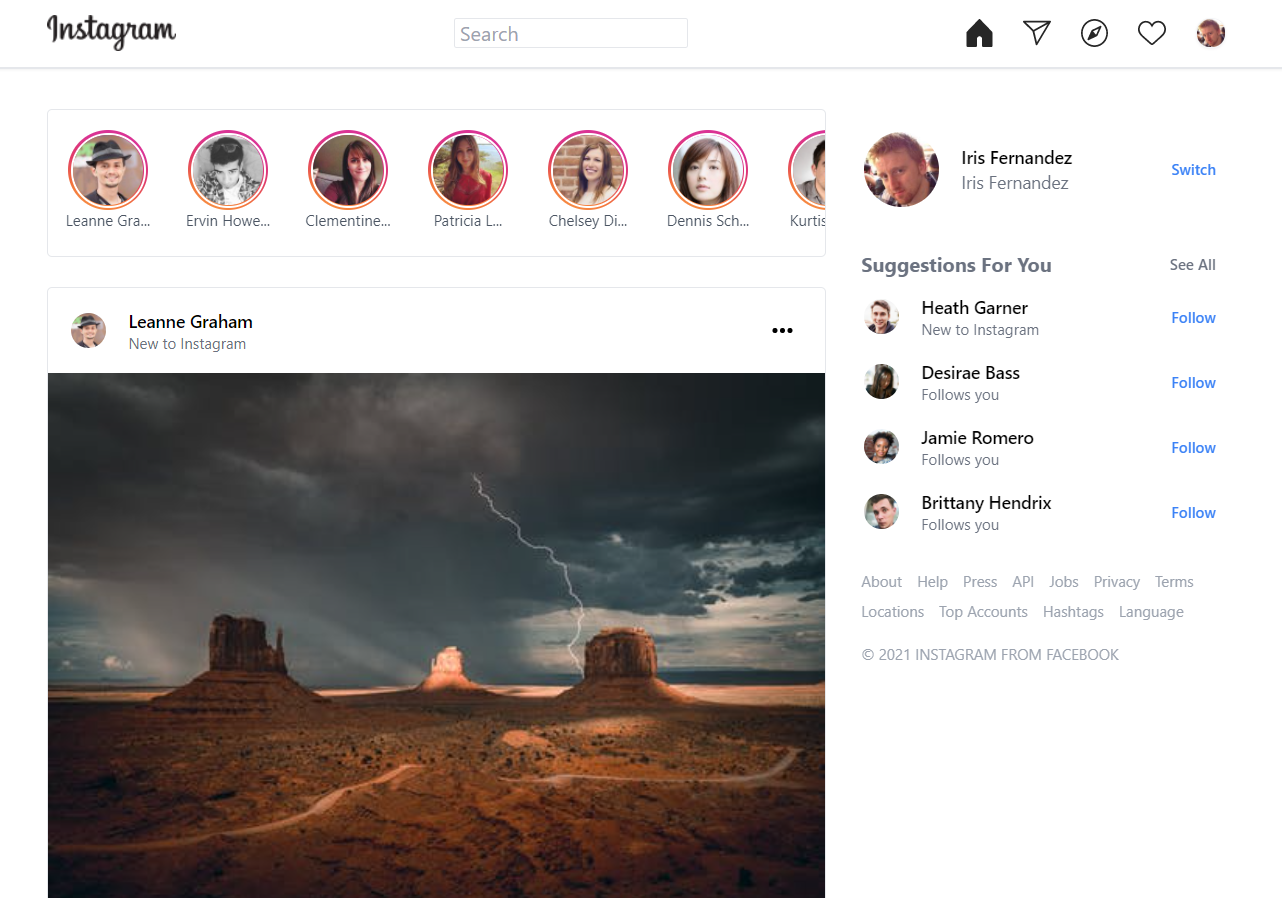 Instagram
Search
Leanne Gra...
Ervin Howe...
Clementine...
Patricia L...
Chelsey Di...
Dennis Sch...
Kurtis
Iris Fernandez
Iris Fernandez
Switch
Suggestions For You
See All
Leanne Graham
New to Instagram
Heath Garner
New to Instagram
Follow
Desirae Bass
Follows you
Follow
Jamie Romero
Follows you
Follow
Brittany Hendrix
Follows you
Follow
About Help Press API Jobs Privacy Terms
Locations Top Accounts Hashtags Language
© 2021 INSTAGRAM FROM FACEBOOK